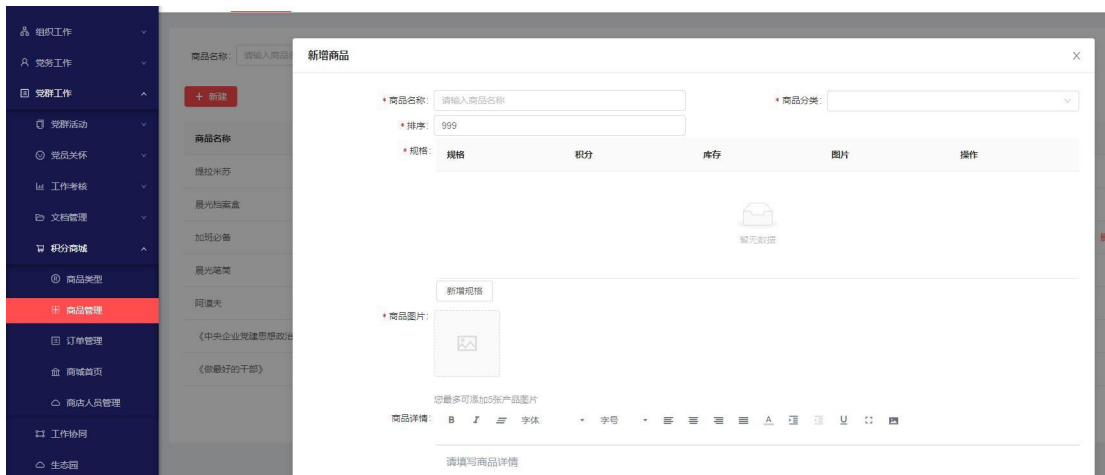 组织工作
党务工作
党群工作
党群活动
党员关怀
工作考核
文档管理
积分商城
商品类型
商品管理
订单管理
商城首页
商店人员管理
工作协同
生态园
商品名称: 请输入商品
+ 新建
商品名称
提拉米苏
晨光档案盒
加班必备
晨光笔筒
阿道夫
《中央企业党建思想政治
《做最好的干部》
新增商品
* 商品名称: 请输入商品名称
* 商品分类:
* 排序: 999
* 规格: 规格 积分 库存 图片 操作
暂无数据
新增规格
* 商品图片:
您最多可添加5张产品图片
商品详情: B I 字体 字号 A U
请填写商品详情